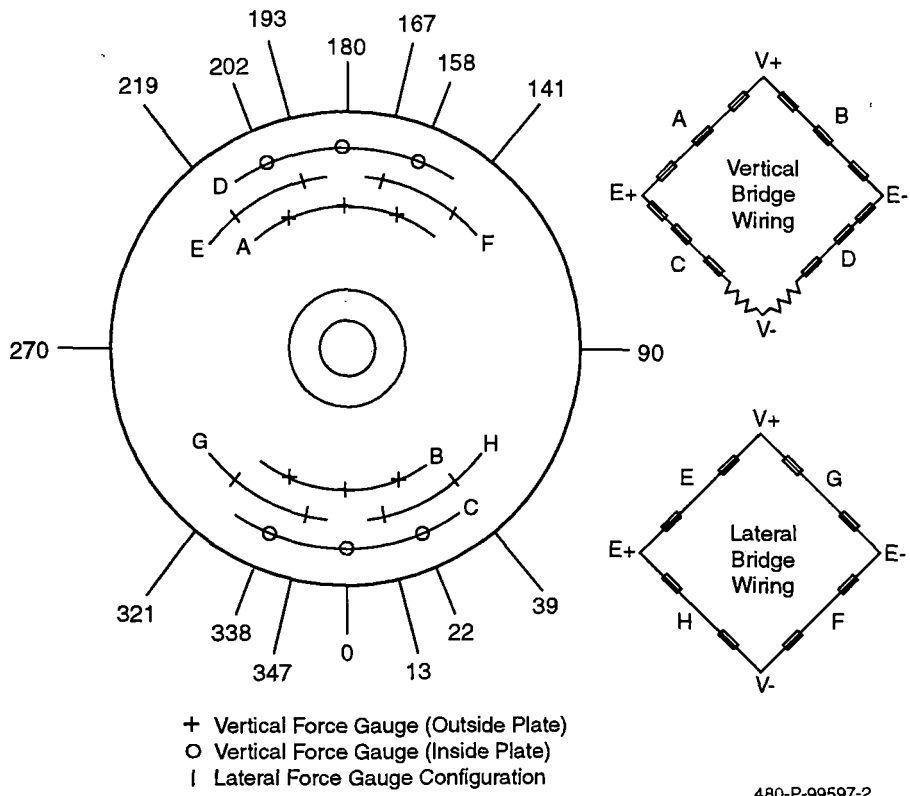 193
180
167
202
158
219
141
D
E
A
F
270
90
G
B
H
C
321
338
347
0
13
22
39
+ Vertical Force Gauge (Outside Plate)
O Vertical Force Gauge (Inside Plate)
| Lateral Force Gauge Configuration
V+
A
B
Vertical
Bridge
Wiring
E+
E-
C
D
V-
V+
E
G
Lateral
Bridge
Wiring
E+
E-
H
F
V-
480-P-99597-2